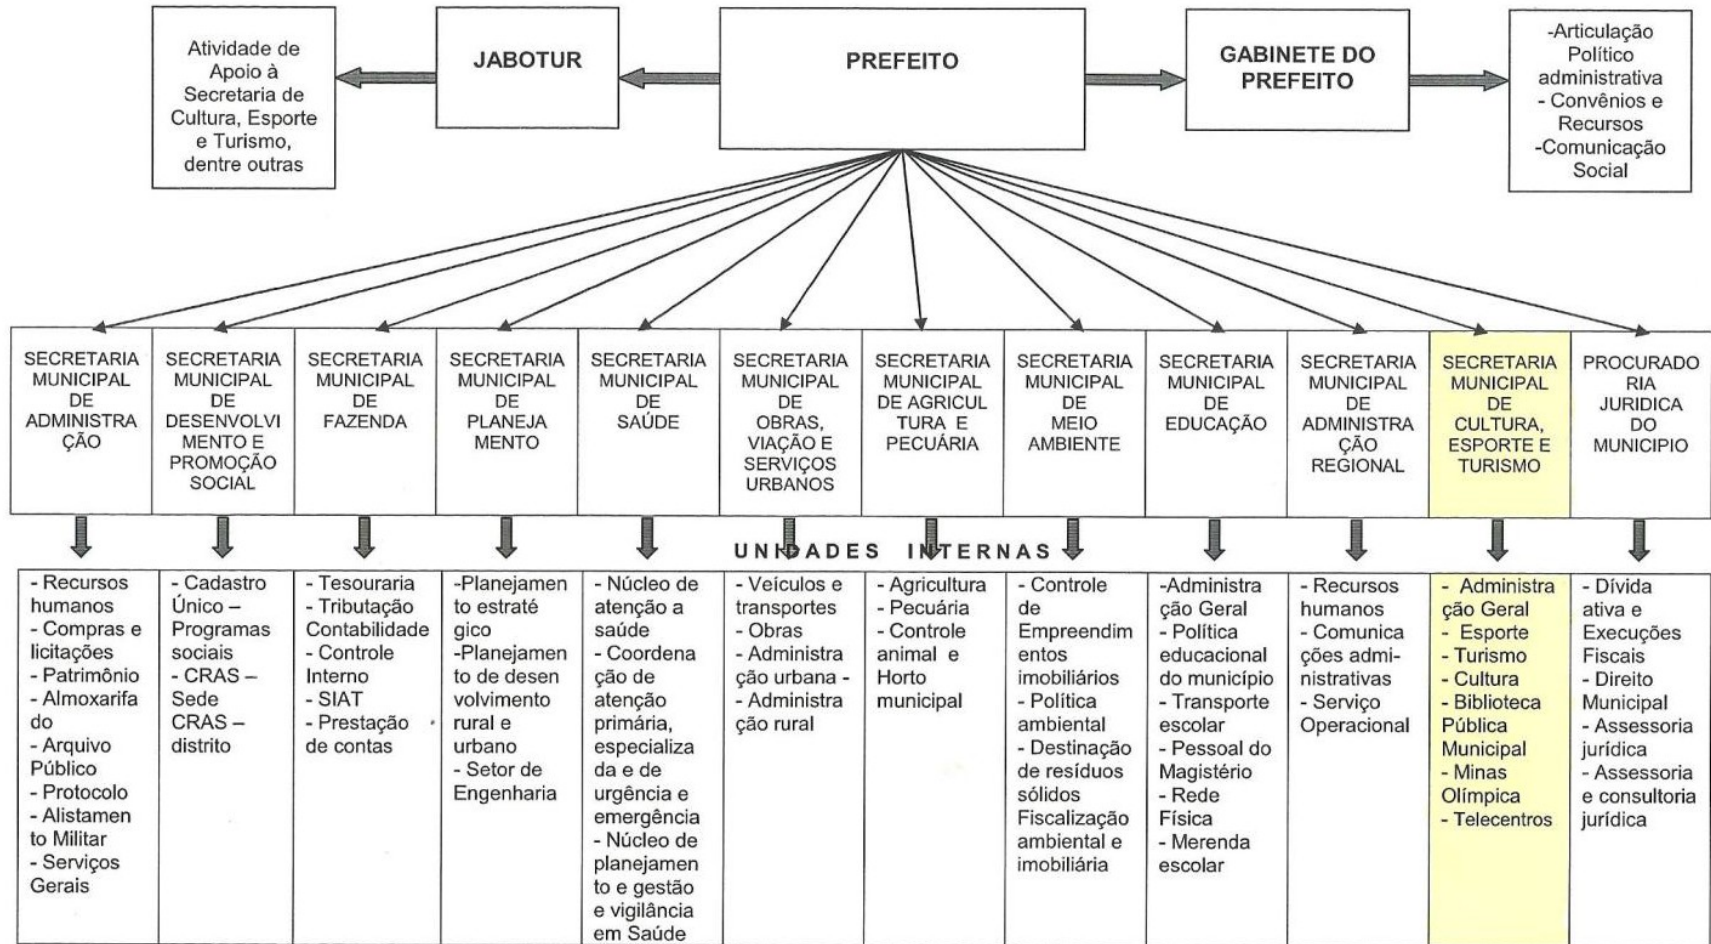 Atividade de
Apoio à
Secretaria de
Cultura, Esporte
e Turismo,
dentre outras
JABOTUR
PREFEITO
GABINETE DO
PREFEITO
-Articulação
Político
administrativa
- Convênios e
Recursos
-Comunicação
Social
SECRETARIA
MUNICIPAL
DE
ADMINISTRA
ÇÃO
SECRETARIA
MUNICIPAL
DE
DESENVOLVI
MENTO E
PROMOÇÃO
SOCIAL
SECRETARIA
MUNICIPAL
DE
FAZENDA
SECRETARIA
MUNICIPAL
DE
PLANEJA
MENTO
SECRETARIA
MUNICIPAL
DE
SAÚDE
SECRETARIA
MUNICIPAL
DE
OBRAS,
VIAÇÃO E
SERVIÇOS
URBANOS
SECRETARIA
MUNICIPAL
DE AGRICUL
TURA E
PECUÁRIA
SECRETARIA
MUNICIPAL
DE
MEIO
AMBIENTE
SECRETARIA
MUNICIPAL
DE
EDUCAÇÃO
SECRETARIA
MUNICIPAL
DE
ADMINISTRA
ÇÃO
REGIONAL
SECRETARIA
MUNICIPAL
DE
CULTURA,
ESPORTE E
TURISMO
PROCURADO
RIA
JURIDICA
DO
MUNICIPIO
UNIDADES INTERNAS
- Recursos
humanos
- Compras e
licitações
- Patrimônio
- Almoxarifa
do
- Arquivo
Público
- Protocolo
- Alistamen
to Militar
- Serviços
Gerais
- Cadastro
Único –
Programas
sociais
- CRAS –
Sede
CRAS –
distrito
- Tesouraria
- Tributação
Contabilidade
- Controle
Interno
- SIAT
- Prestação
de contas
-Planejamen
to estraté
gico
-Planejamen
to de desen
volvimento
rural e
urbano
- Setor de
Engenharia
- Núcleo de
atenção a
saúde
- Coordena
ção de
atenção
primária,
especializa
da e de
urgência e
emergência
- Núcleo de
planejamen
to e gestão
e vigilância
em Saúde
- Veículos e
transportes
- Obras
- Administra
ção urbana -
- Administra
ção rural
- Agricultura
- Pecuária
- Controle
animal e
Horto
municipal
- Controle
de
Empreendim
entos
imobiliários
- Política
ambiental
- Destinação
de resíduos
sólidos
Fiscalização
ambiental e
imobiliária
-Administra
ção Geral
- Política
educacional
do município
- Transporte
escolar
- Pessoal do
Magistério
- Rede
Física
- Merenda
escolar
- Recursos
humanos
- Comunica
ções admi-
nistrativas
- Serviço
Operacional
- Administra
ção Geral
- Esporte
- Turismo
- Cultura
- Biblioteca
Pública
Municipal
- Minas
Olímpica
- Telecentros
- Dívida
ativa e
Execuções
Fiscais
- Direito
Municipal
- Assessoria
jurídica
- Assessoria
e consultoria
jurídica